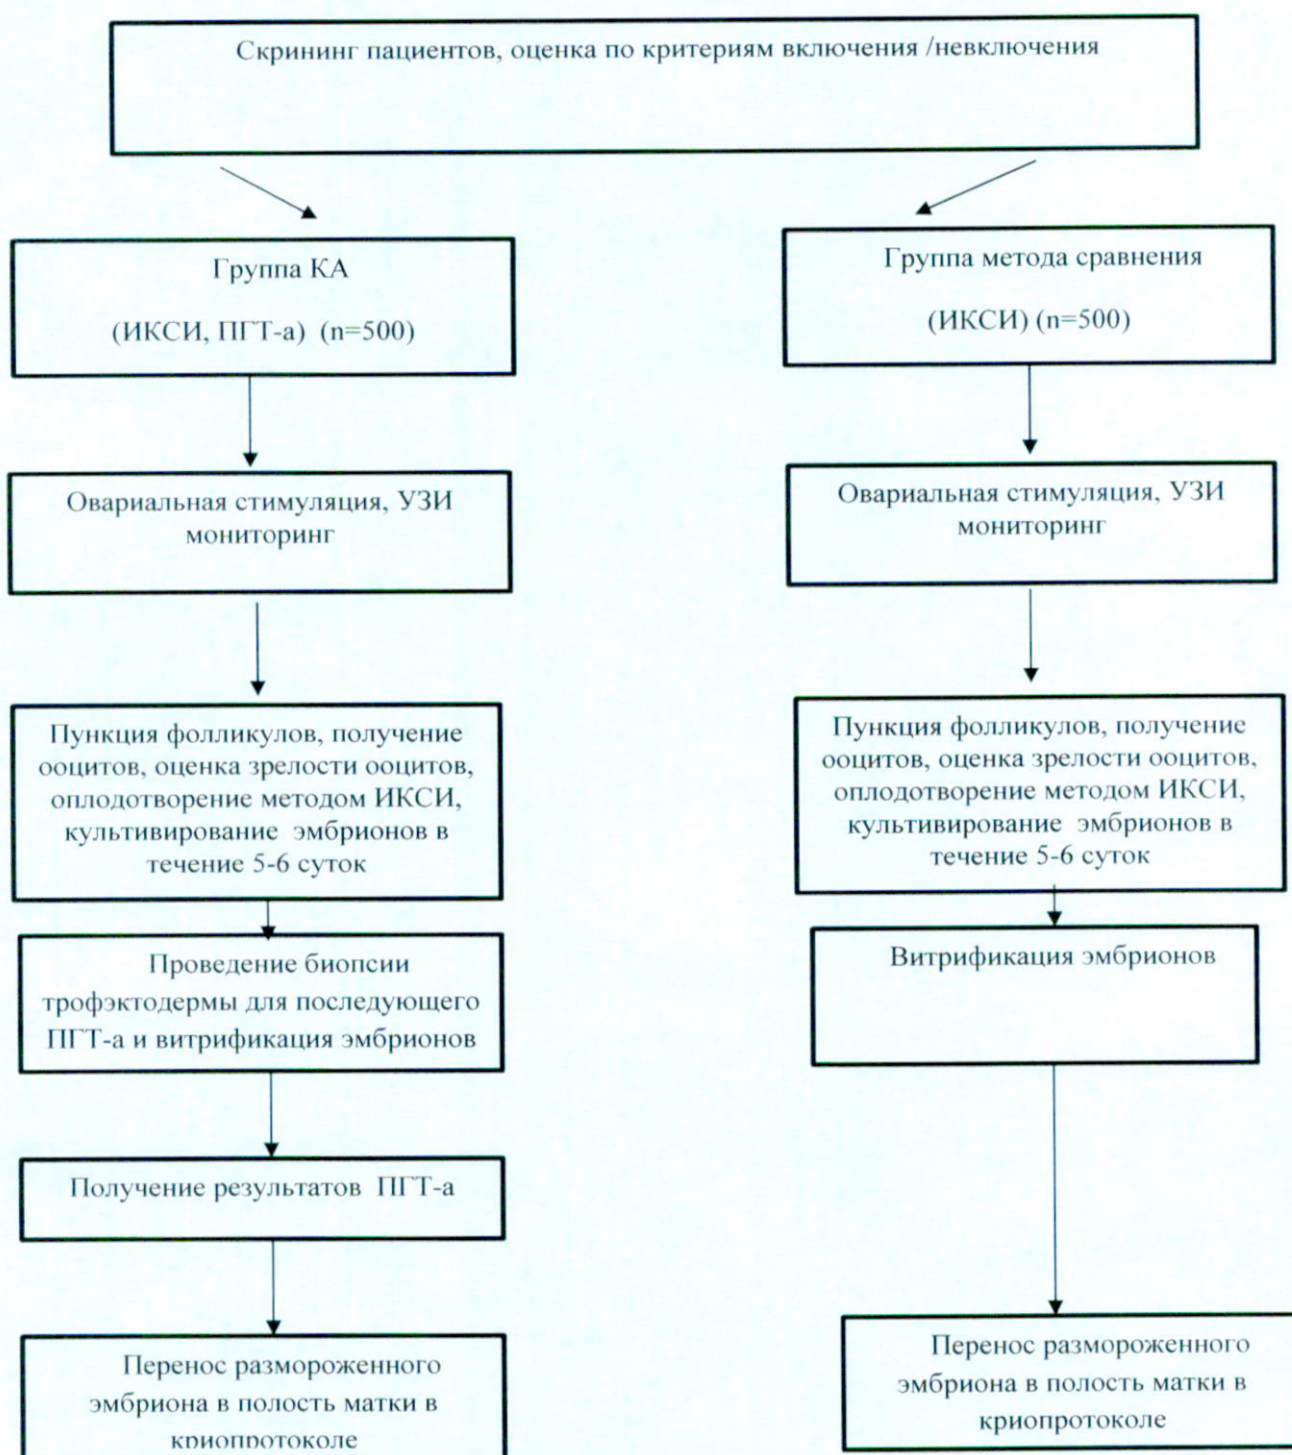 Скрининг пациентов, оценка по критериям включения /невключения
Группа КА
(ИКСИ, ПГТ-а) (n=500)
Группа метода сравнения
(ИКСИ) (n=500)
Овариальная стимуляция, УЗИ
мониторинг
Овариальная стимуляция, УЗИ
мониторинг
Пункция фолликулов, получение
ооцитов, оценка зрелости ооцитов,
оплодотворение методом ИКСИ,
культивирование эмбрионов в
течение 5-6 суток
Пункция фолликулов, получение
ооцитов, оценка зрелости ооцитов,
оплодотворение методом ИКСИ,
культивирование эмбрионов в
течение 5-6 суток
Проведение биопсии
трофэктодермы для последующего
ПГТ-а и витрификация эмбрионов
Витрификация эмбрионов
Получение результатов ПГТ-а
Перенос размороженного
эмбриона в полость матки в
криопротоколе
Перенос размороженного
эмбриона в полость матки в
криопротоколе